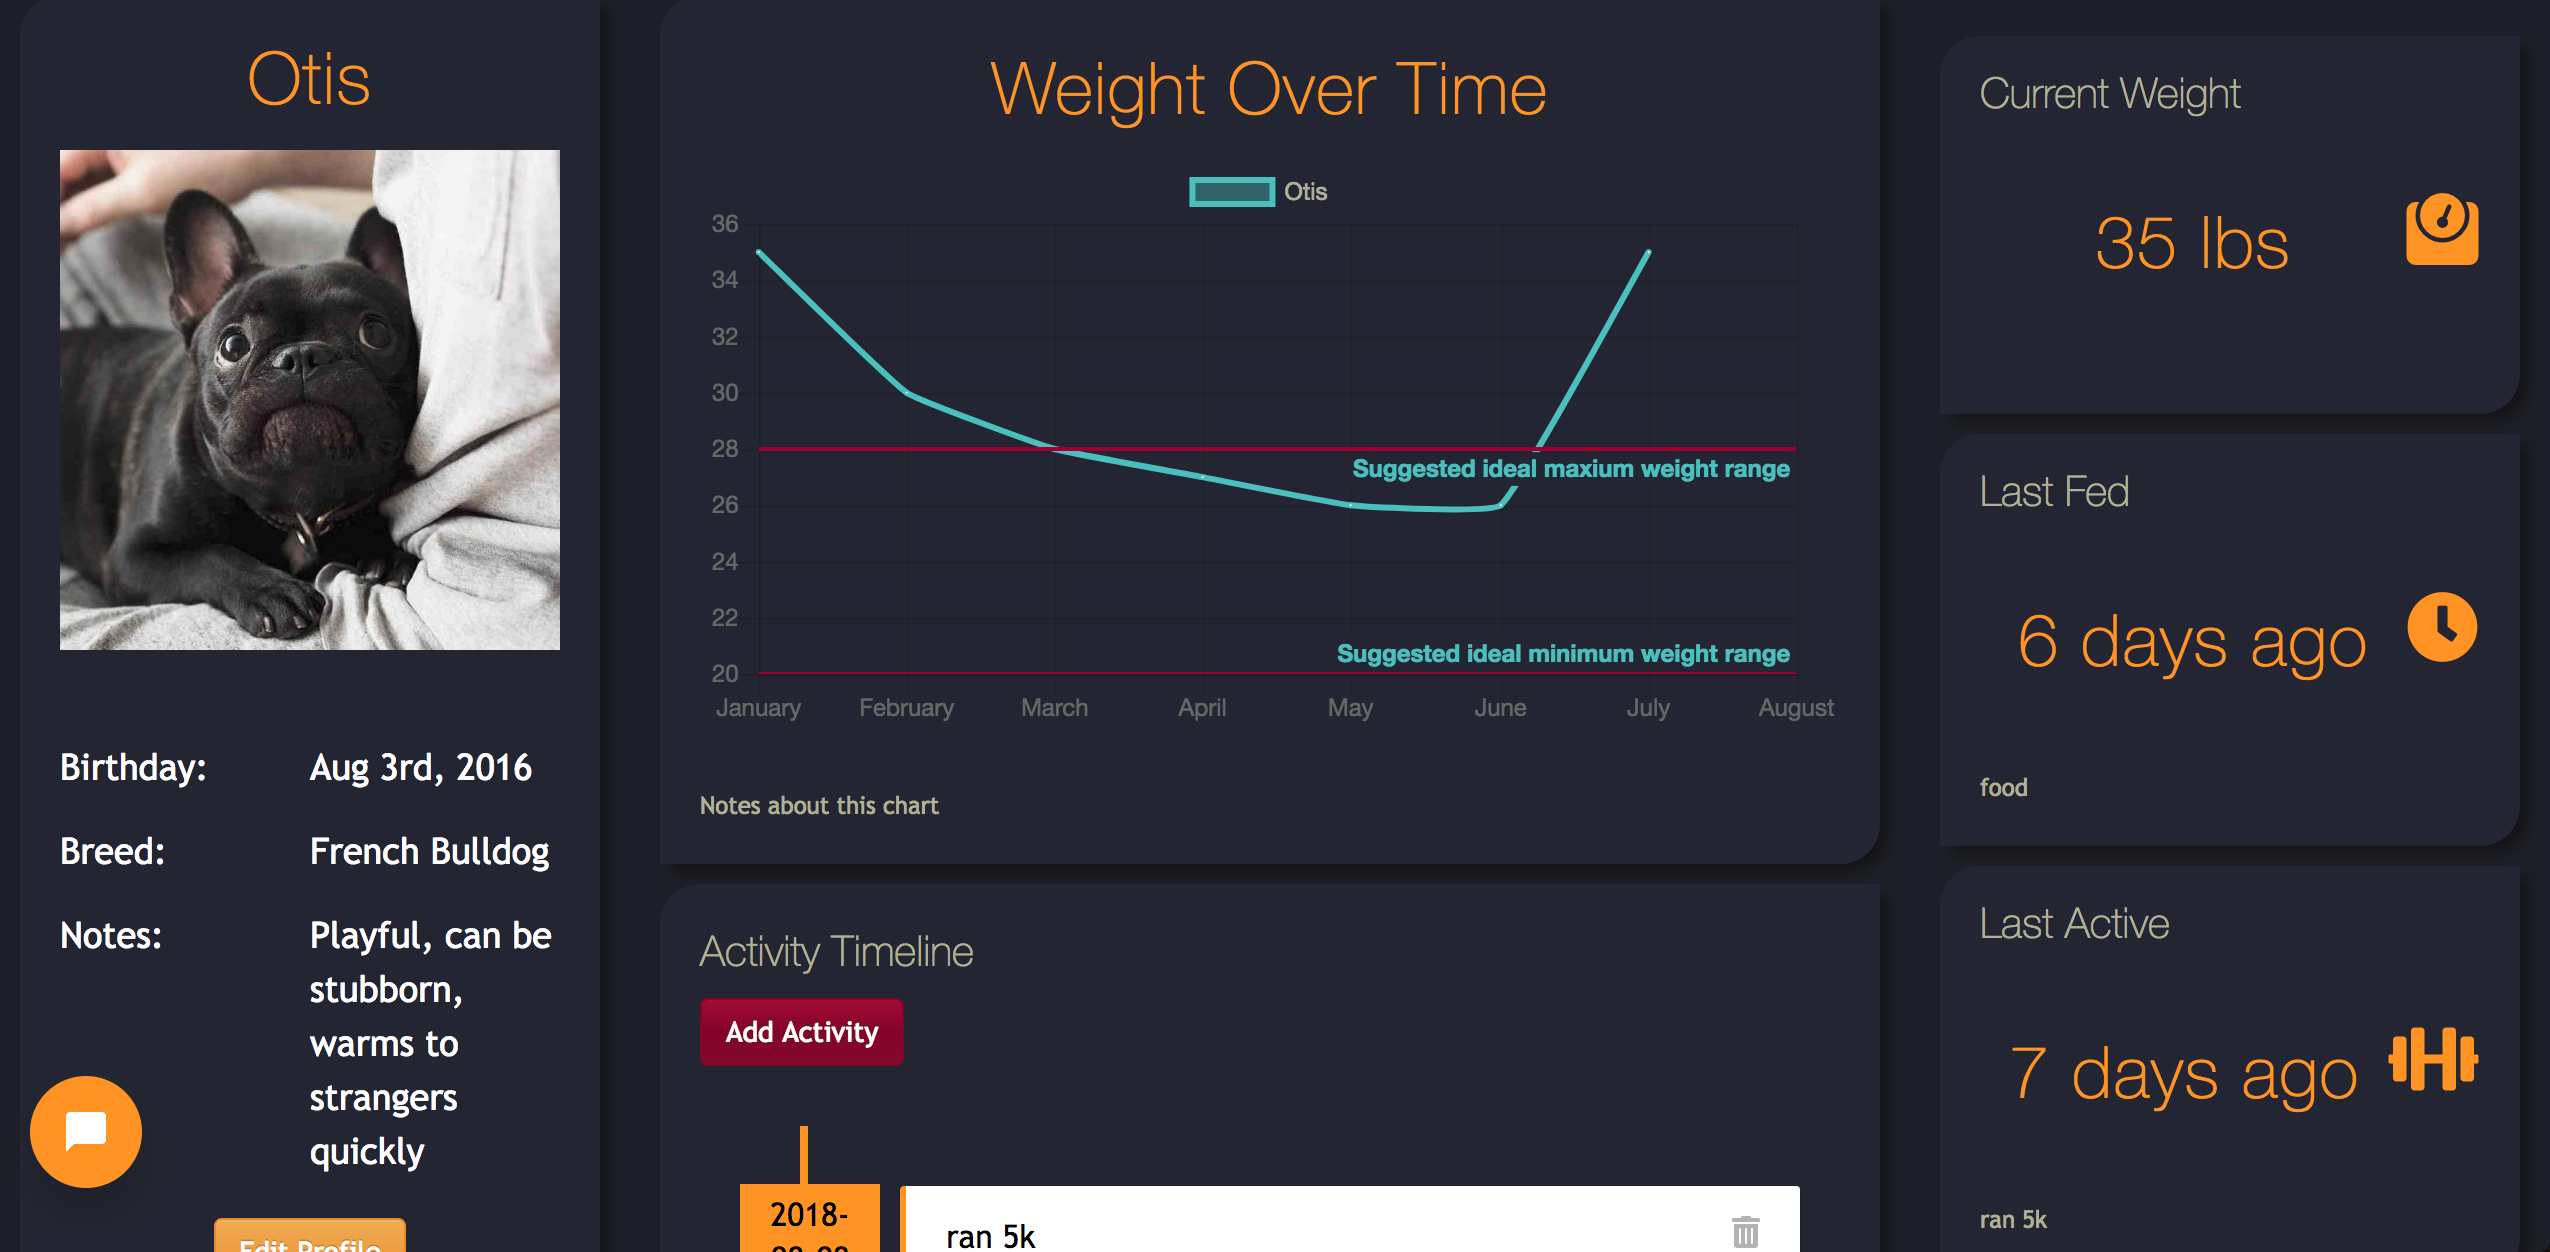 Otis
Birthday: Aug 3rd, 2016
Breed: French Bulldog
Notes: Playful, can be
stubborn,
warms to
strangers
quickly
Edit Profile
Weight Over Time
Otis
36
34
32
30
28
26
24
22
20
Suggested ideal maxium weight range
Suggested ideal minimum weight range
January February March April May June July August
Notes about this chart
Activity Timeline
Add Activity
2018-
ran 5k
Current Weight
35 lbs
Last Fed
6 days ago
food
Last Active
7 days ago
ran 5k